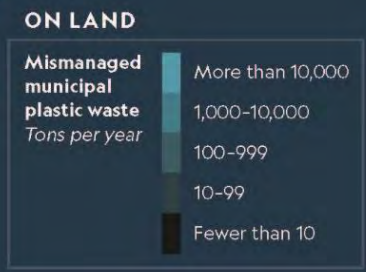 ON LAND
Mismanaged
municipal
plastic waste
Tons per year
More than 10,000
1,000–10,000
100–999
10–99
Fewer than 10